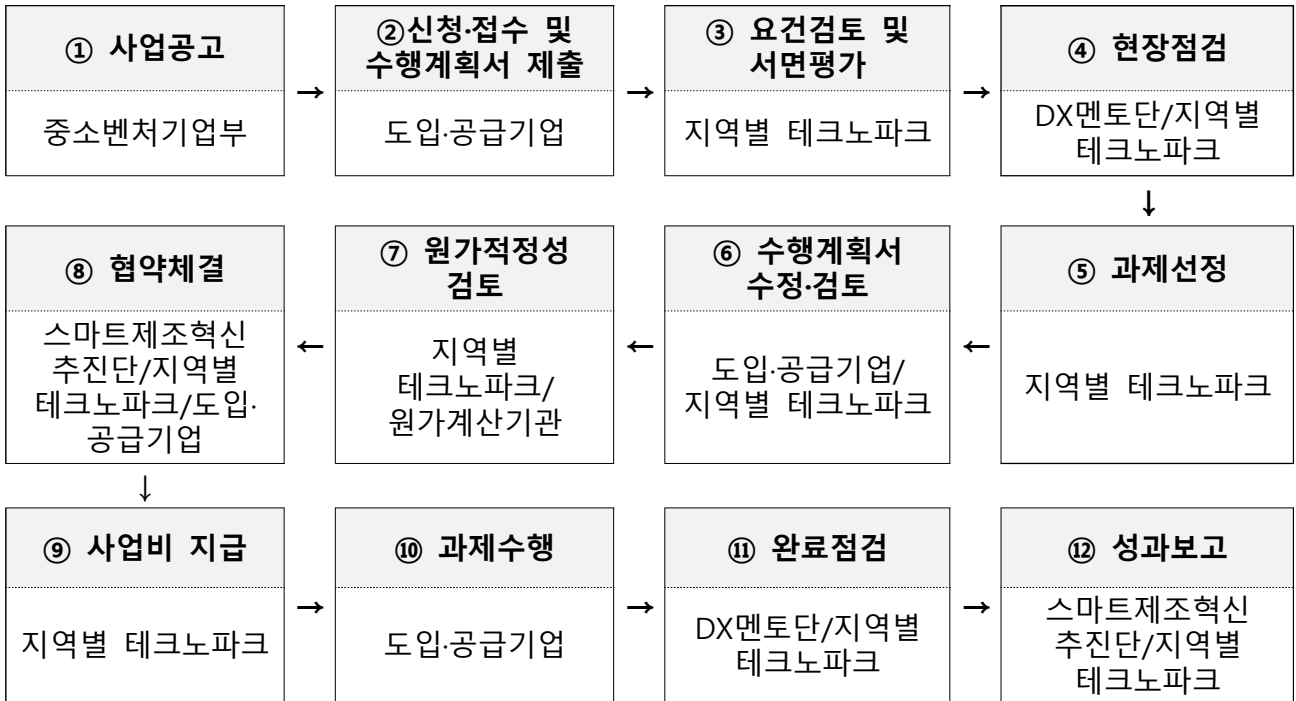 ① 사업공고
중소벤처기업부
→
②신청·접수 및
수행계획서 제출
도입·공급기업
→
③ 요건검토 및
서면평가
지역별 테크노파크
→
④ 현장점검
DX멘토단/지역별
테크노파크
↓
⑤ 과제선정
지역별 테크노파크
←
⑥ 수행계획서
수정·검토
도입·공급기업/
지역별 테크노파크
←
⑦ 원가적정성
검토
지역별
테크노파크/
원가계산기관
←
⑧ 협약체결
스마트제조혁신
추진단/지역별
테크노파크/도입·
공급기업
↓
⑨ 사업비 지급
지역별 테크노파크
→
⑩ 과제수행
도입·공급기업
→
⑪ 완료점검
DX멘토단/지역별
테크노파크
→
⑫ 성과보고
스마트제조혁신
추진단/지역별
테크노파크